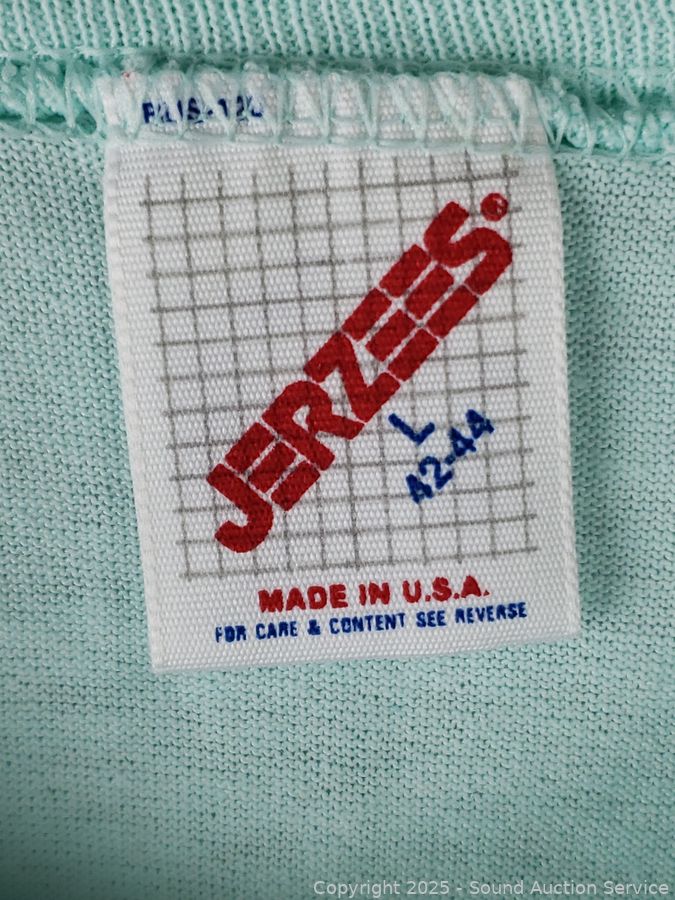 JERZEES®
L
42-44
MADE IN U.S.A.
FOR CARE & CONTENT SEE REVERSE
Copyright 2025 - Sound Auction Service